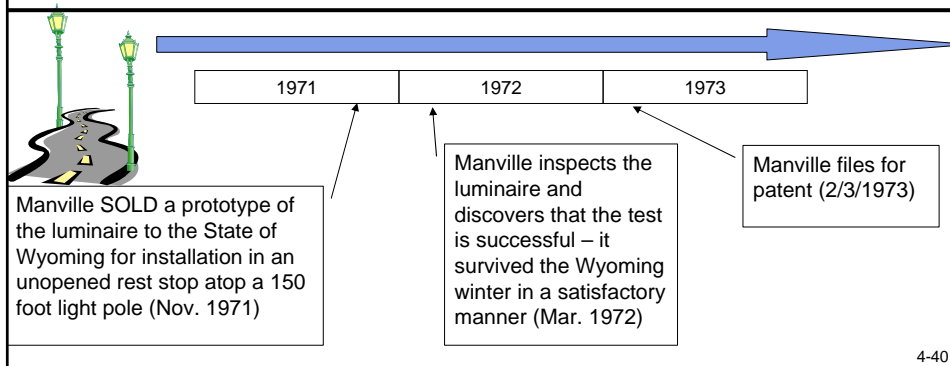 1971
1972
1973
Manville SOLD a prototype of
the luminaire to the State of
Wyoming for installation in an
unopened rest stop atop a 150
foot light pole (Nov. 1971)
Manville inspects the
luminaire and
discovers that the test
is successful – it
survived the Wyoming
winter in a satisfactory
manner (Mar. 1972)
Manville files for
patent (2/3/1973)
4-40